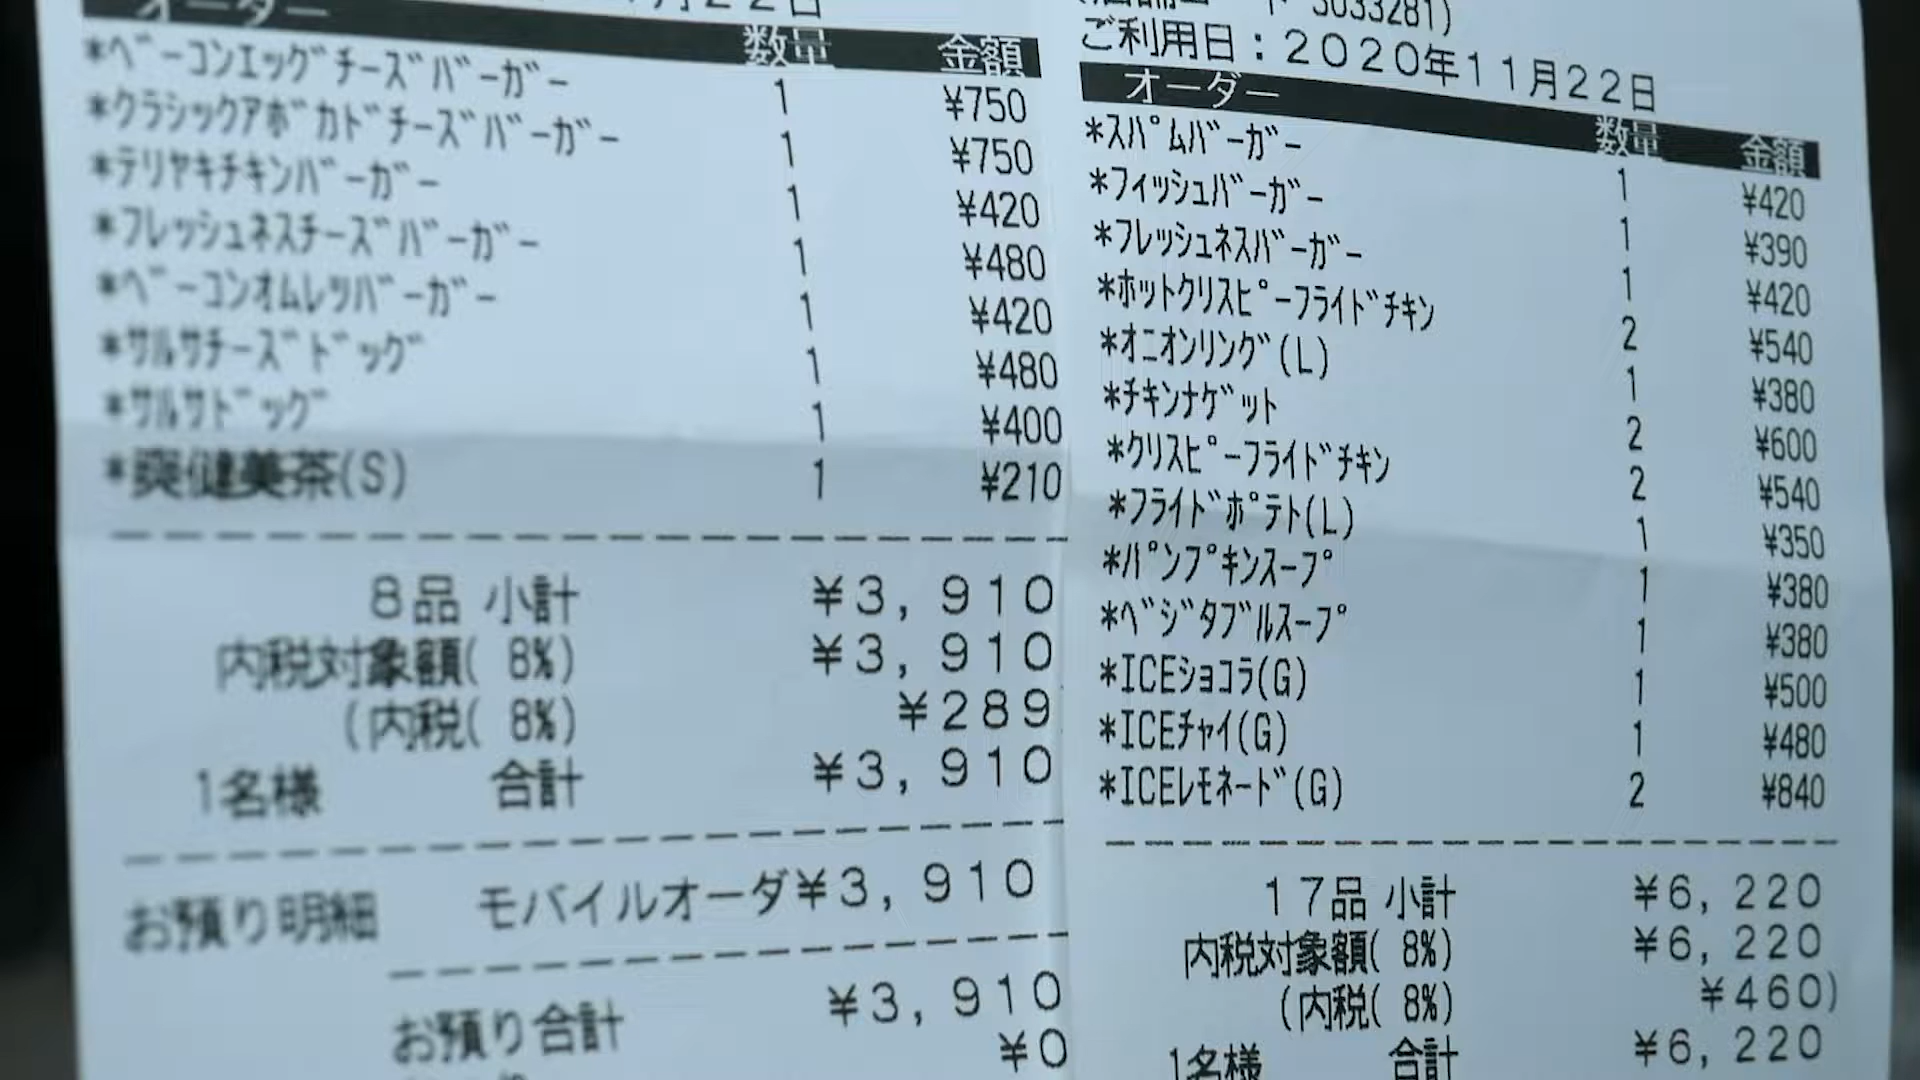 オーダー 数量 金額
*ベーコンエッグチーズバーガー 1 ¥750
*クラシックアボカドチーズバーガー 1 ¥750
*テリヤキチキンバーガー 1 ¥420
*フレッシュネスチーズバーガー 1 ¥480
*ベーコンオムレツバーガー 1 ¥420
*サルサチーズドッグ 1 ¥480
*サルサドッグ 1 ¥400
*爽健美茶(S) 1 ¥210
8品 小計 ¥3,910
内税対象額( 8%) ¥3,910
(内税( 8%) ¥289
1名様 合計 ¥3,910
お預り明細 モバイルオーダ¥3,910
お預り合計 ¥3,910
¥0
3033281)
ご利用日:2020年11月22日
オーダー 数量 金額
*スパムバーガー 1 ¥420
*フィッシュバーガー 1 ¥390
*フレッシュネスバーガー 1 ¥420
*ホットクリスピーフライドチキン 2 ¥540
*オニオンリング(L) 1 ¥380
*チキンナゲット 2 ¥600
*クリスピーフライドチキン 2 ¥540
*フライドポテト(L) 1 ¥350
*パンプキンスープ 1 ¥380
*ベジタブルスープ 1 ¥380
*ICEショコラ(G) 1 ¥500
*ICEチャイ(G) 1 ¥480
*ICEレモネード(G) 2 ¥840
17品 小計 ¥6,220
内税対象額( 8%) ¥6,220
(内税( 8%) ¥460)
1名様 合計 ¥6,220